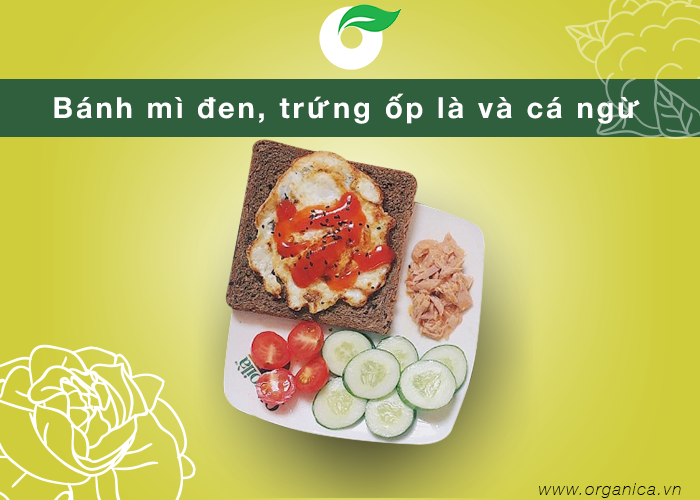 Bánh mì đen, trứng ốp là và cá ngừ
www.organica.vn